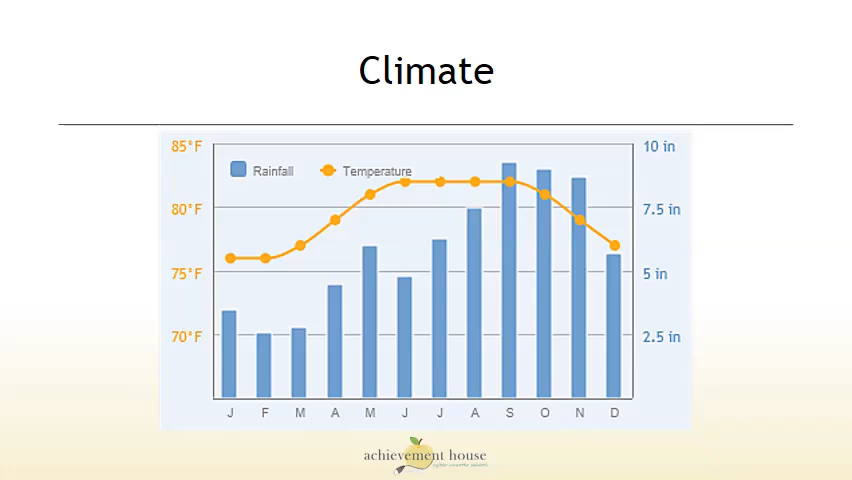 Climate
85°F
10 in
Rainfall
Temperature
80°F
7.5 in
75°F
5 in
70°F
2.5 in
J F M A M J J A S O N D
achievement house